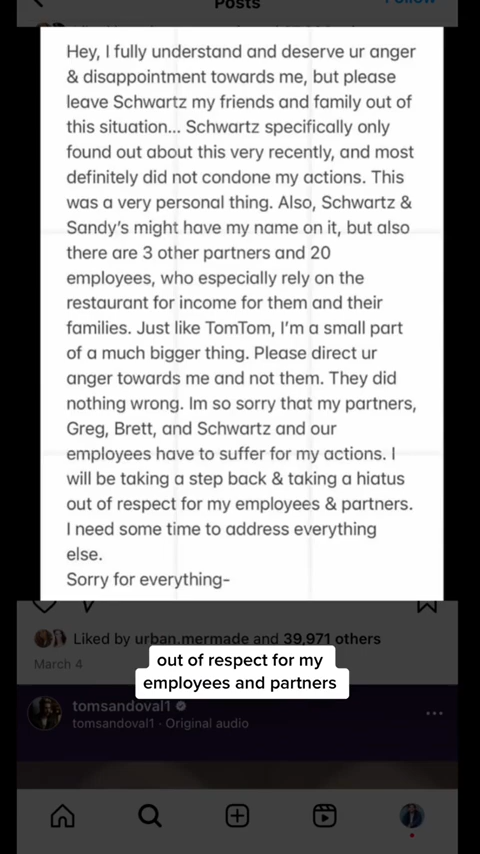 Posts
Follow
Hey, I fully understand and deserve ur anger
& disappointment towards me, but please
leave Schwartz my friends and family out of
this situation... Schwartz specifically only
found out about this very recently, and most
definitely did not condone my actions. This
was a very personal thing. Also, Schwartz &
Sandy's might have my name on it, but also
there are 3 other partners and 20
employees, who especially rely on the
restaurant for income for them and their
families. Just like TomTom, I'm a small part
of a much bigger thing. Please direct ur
anger towards me and not them. They did
nothing wrong. Im so sorry that my partners,
Greg, Brett, and Schwartz and our
employees have to suffer for my actions. I
will be taking a step back & taking a hiatus
out of respect for my employees & partners.
I need some time to address everything
else.
Sorry for everything-
Liked by urban.mermade and 39,971 others
March 4
out of respect for my
employees and partners
tomsandoval1
tomsandoval1 · Original audio